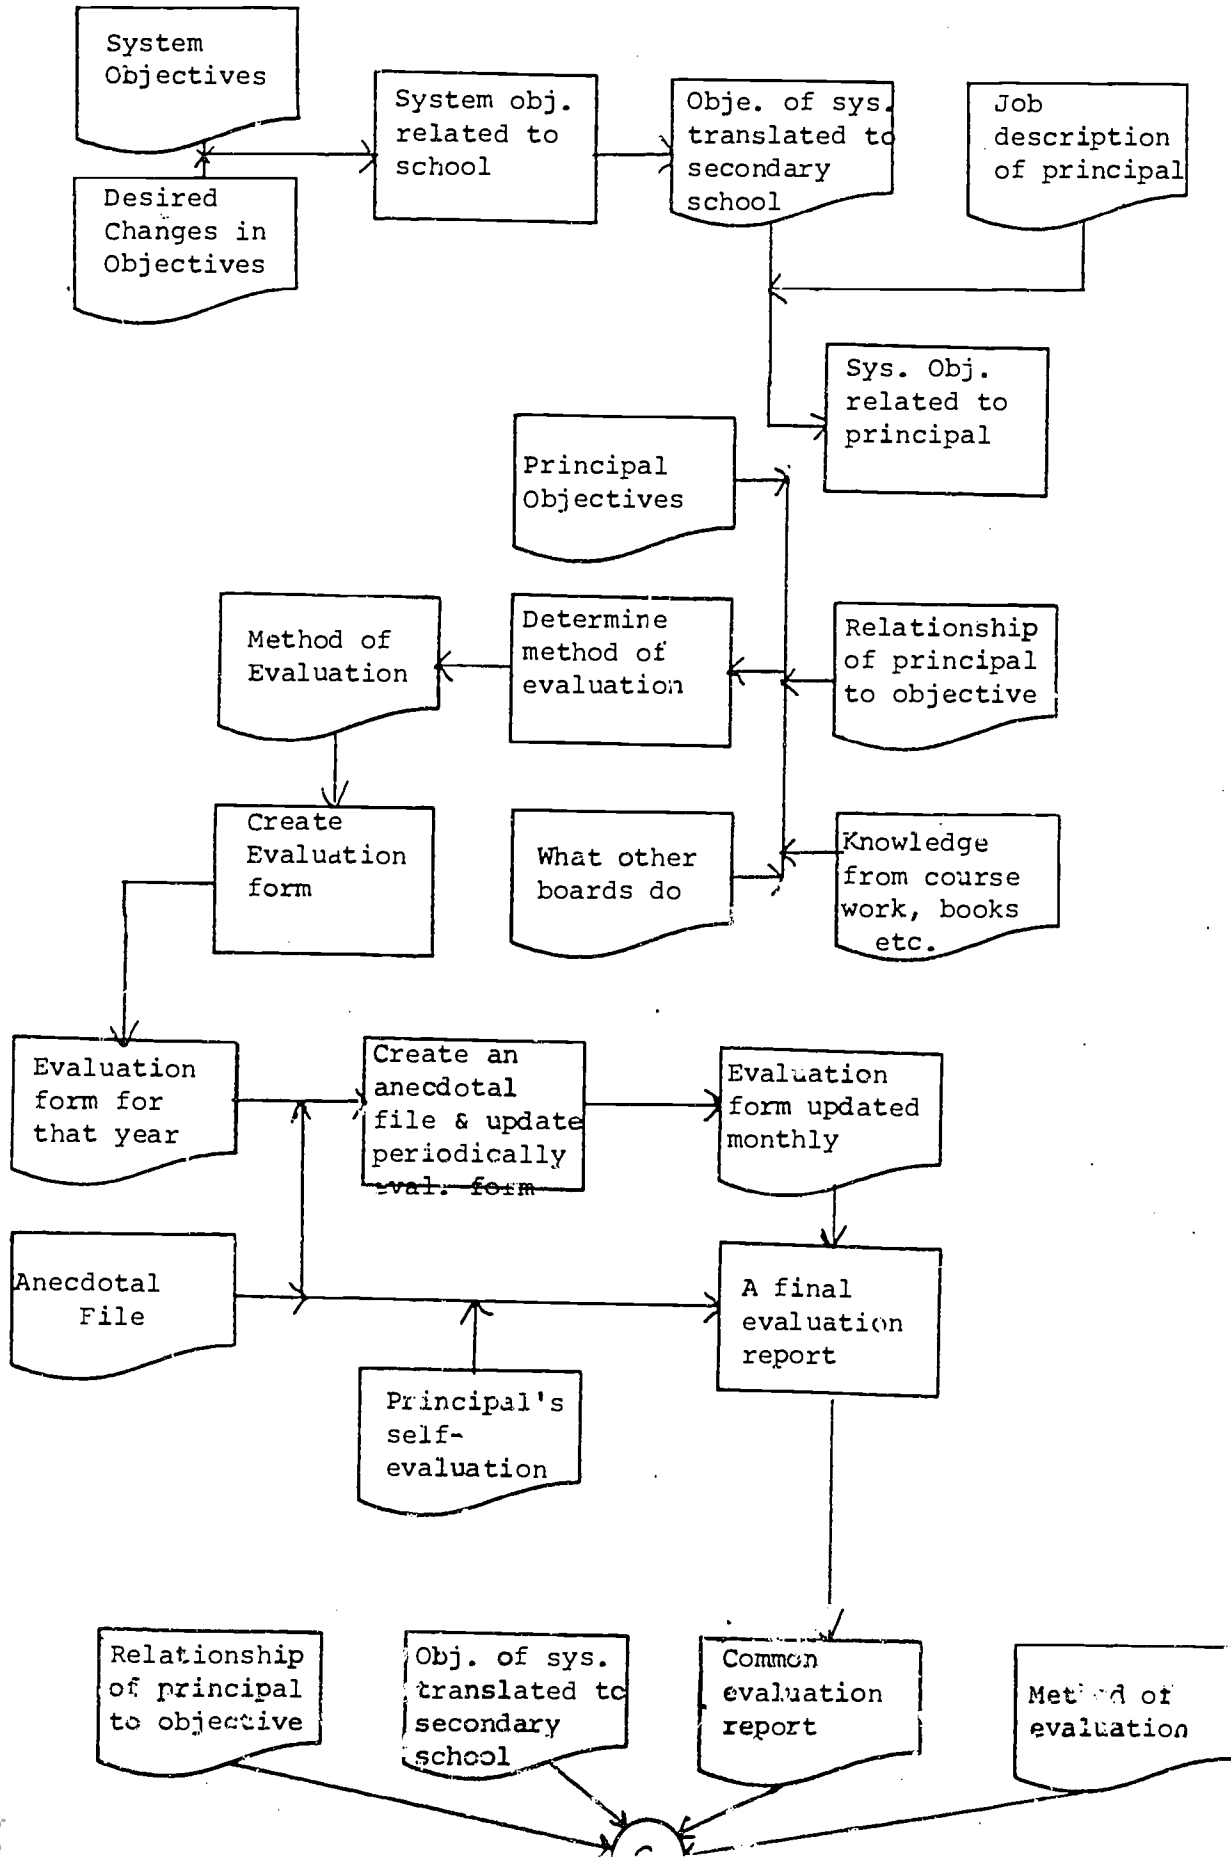 System
Objectives
Desired
Changes in
Objectives
System obj.
related to
school
Obje. of sys.
translated to
secondary
school
Job
description
of principal
Sys. Obj.
related to
principal
Principal
Objectives
Method of
Evaluation
Determine
method of
evaluation
Relationship
of principal
to objective
Create
Evaluation
form
What other
boards do
Knowledge
from course
work, books
etc.
Evaluation
form for
that year
Create an
anecdotal
file & update
periodically
eval. form
Evaluation
form updated
monthly
Anecdotal
File
A final
evaluation
report
Principal's
self-
evaluation
Relationship
of principal
to objective
Obj. of sys.
translated to
secondary
school
Common
evaluation
report
Method of
evaluation